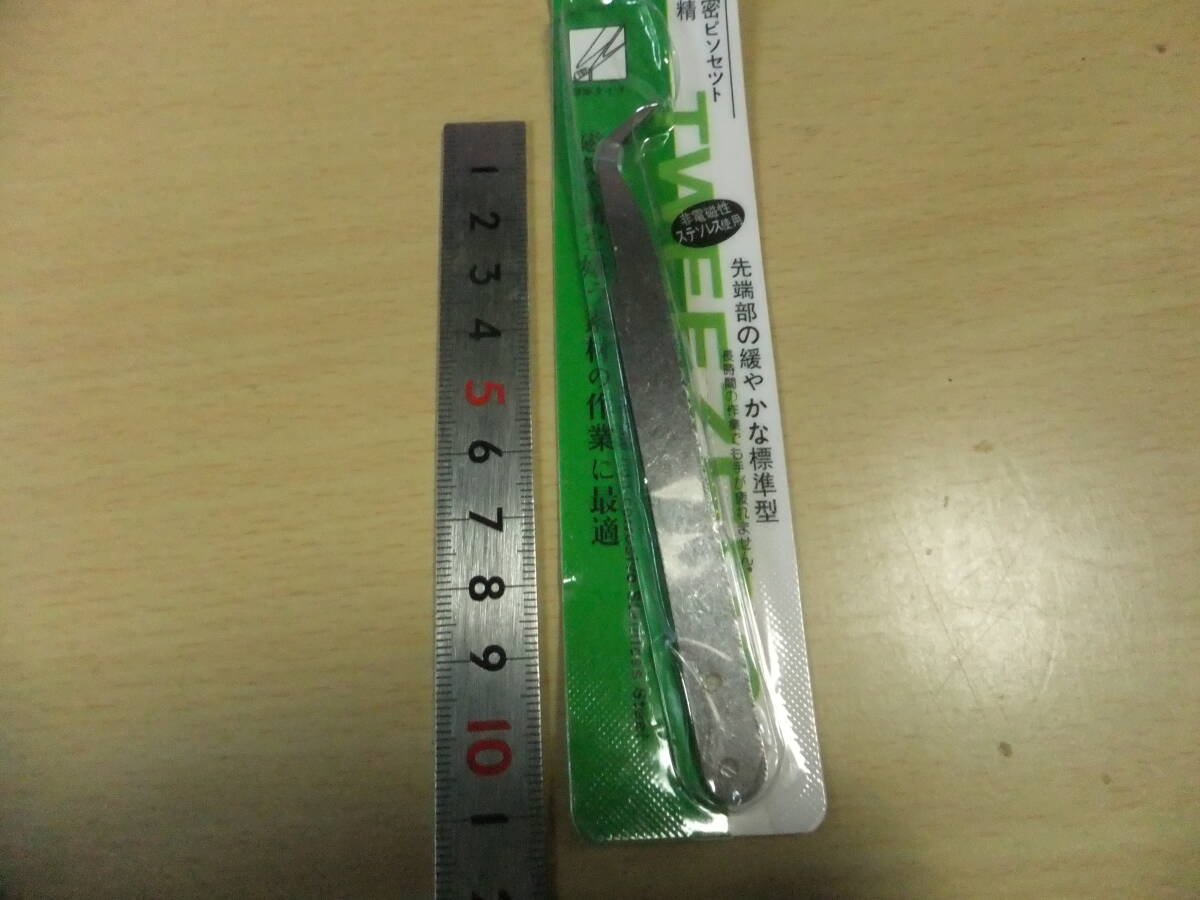 精密ピンセット
TWEEZ
非電磁性
ステンレス使用
先端部の緩やかな標準型
長時間の作業でも手が疲れません。
の作業に最適
Stainless Steel
1
2
3
4
5
6
7
8
9
10
1